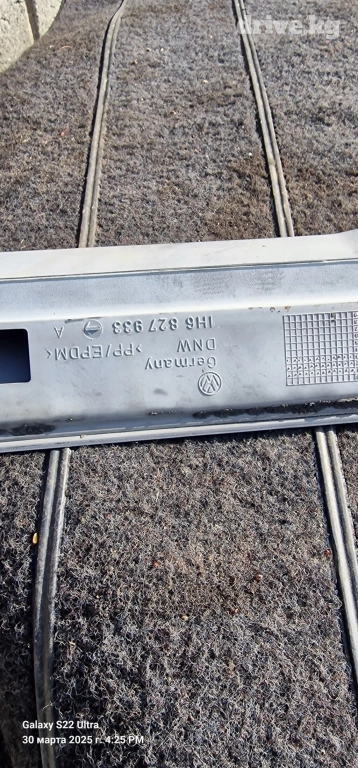 drive.kg
Germany
DNW >PP/EPDM<
1H6 827 933 A
Galaxy S22 Ultra
30 марта 2025 г. 4:25 PM